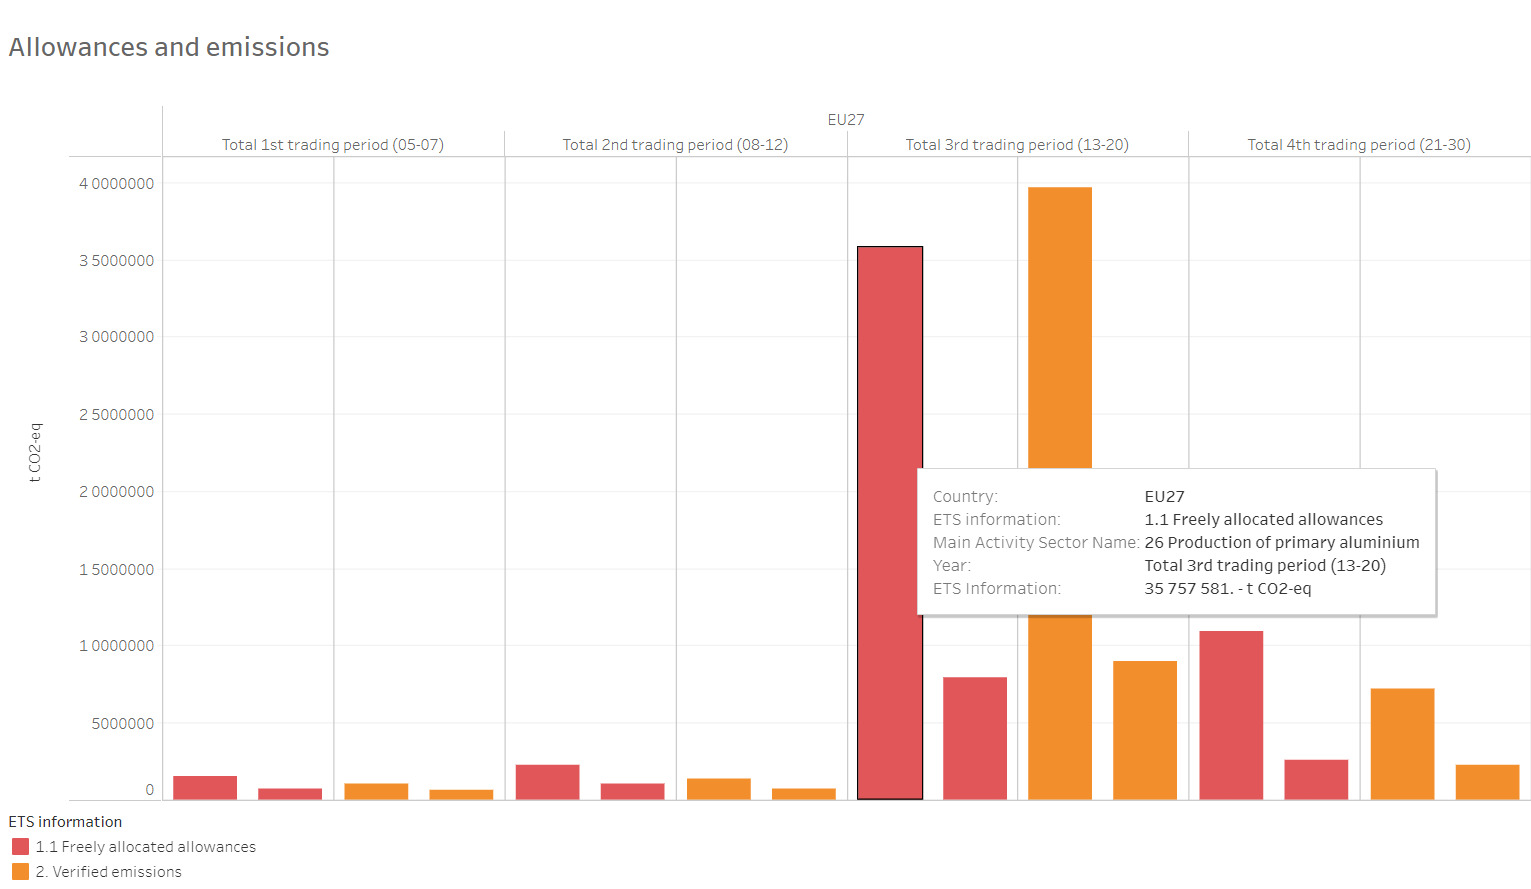 Allowances and emissions
EU27
Total 1st trading period (05-07)
Total 2nd trading period (08-12)
Total 3rd trading period (13-20)
Total 4th trading period (21-30)
4 0000000
3 5000000
3 0000000
2 5000000
2 0000000
1 5000000
1 0000000
5000000
0
t CO2-eq
Country: EU27
ETS information: 1.1 Freely allocated allowances
Main Activity Sector Name: 26 Production of primary aluminium
Year: Total 3rd trading period (13-20)
ETS Information: 35 757 581. - t CO2-eq
ETS information
1.1 Freely allocated allowances
2. Verified emissions